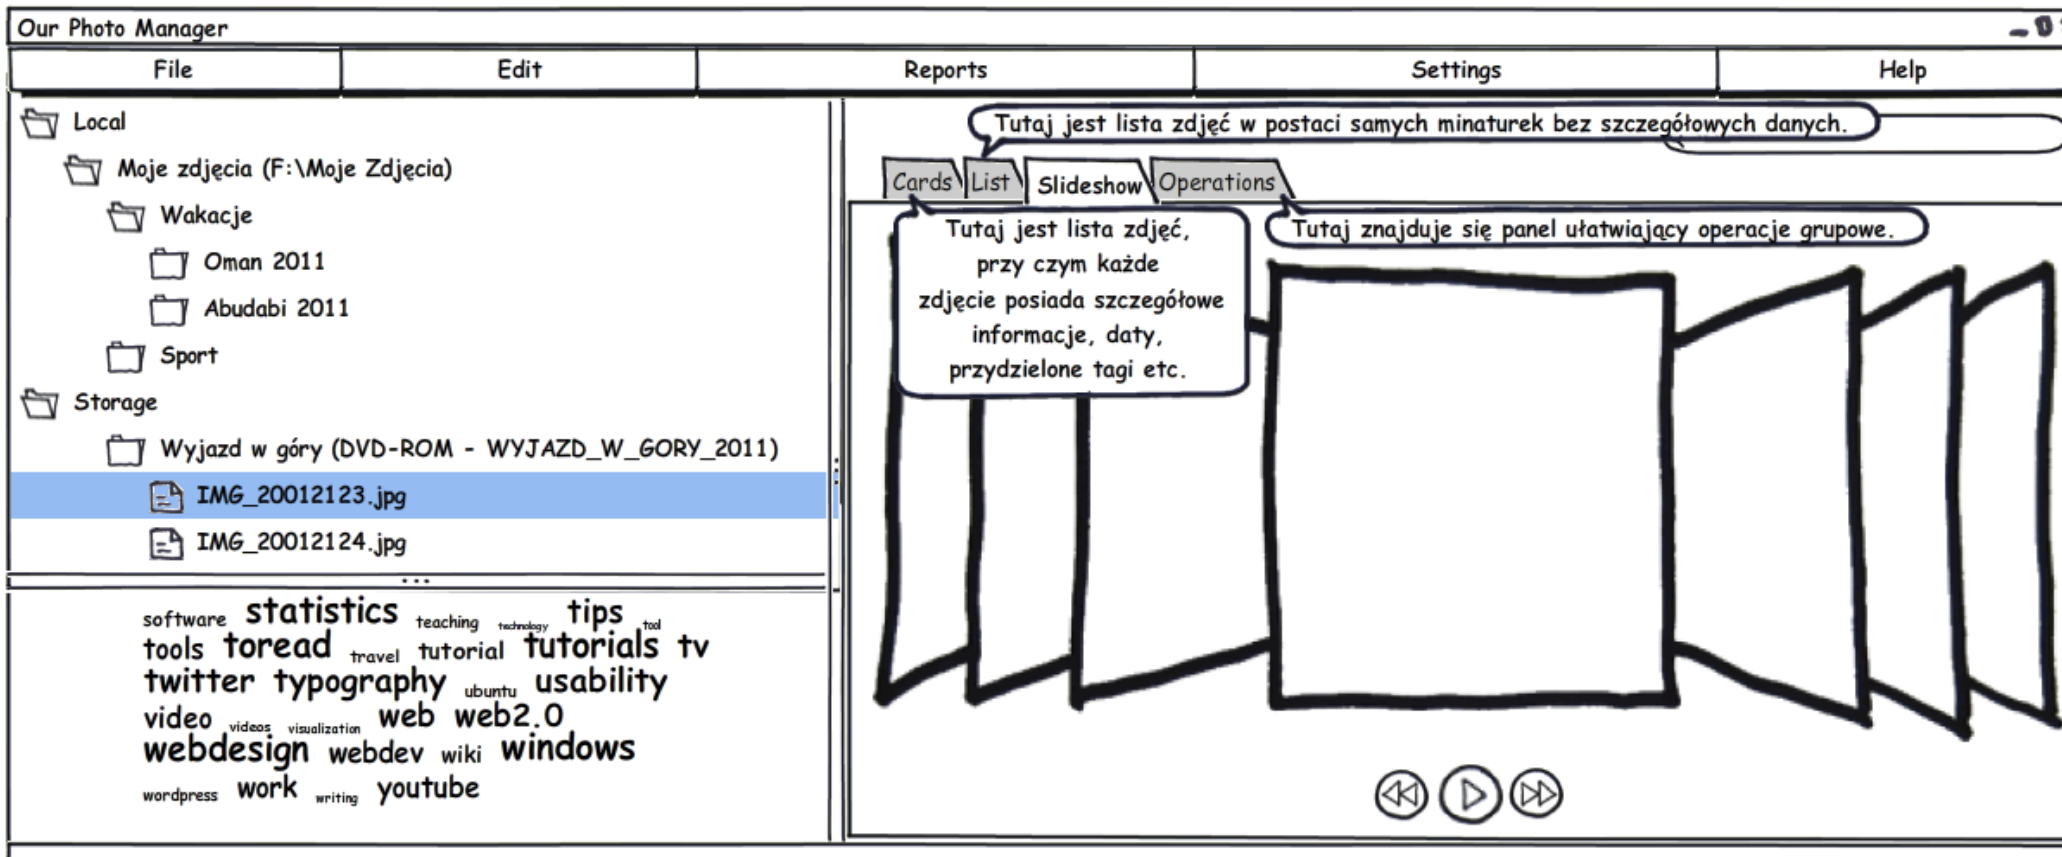 Our Photo Manager
File Edit Reports Settings Help
Local
Moje zdjęcia (F:\Moje Zdjęcia)
Wakacje
Oman 2011
Abudabi 2011
Sport
Storage
Wyjazd w góry (DVD-ROM - WYJAZD_W_GORY_2011)
IMG_20012123.jpg
IMG_20012124.jpg
software statistics teaching technology tips tool
tools toread travel tutorial tutorials tv
twitter typography ubuntu usability
video videos visualization web web2.0
webdesign webdev wiki windows
wordpress work writing youtube
Tutaj jest lista zdjęć w postaci samych minaturek bez szczegółowych danych.
Cards List Slideshow Operations
Tutaj jest lista zdjęć,
przy czym każde
zdjęcie posiada szczegółowe
informacje, daty,
przydzielone tagi etc.
Tutaj znajduje się panel ułatwiający operacje grupowe.